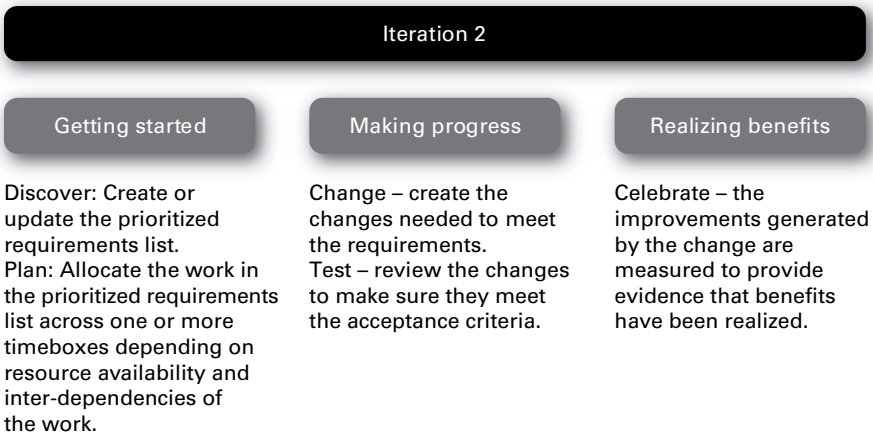 Iteration 2
Getting started
Discover: Create or
update the prioritized
requirements list.
Plan: Allocate the work in
the prioritized requirements
list across one or more
timeboxes depending on
resource availability and
inter-dependencies of
the work.
Making progress
Change – create the
changes needed to meet
the requirements.
Test – review the changes
to make sure they meet
the acceptance criteria.
Realizing benefits
Celebrate – the
improvements generated
by the change are
measured to provide
evidence that benefits
have been realized.